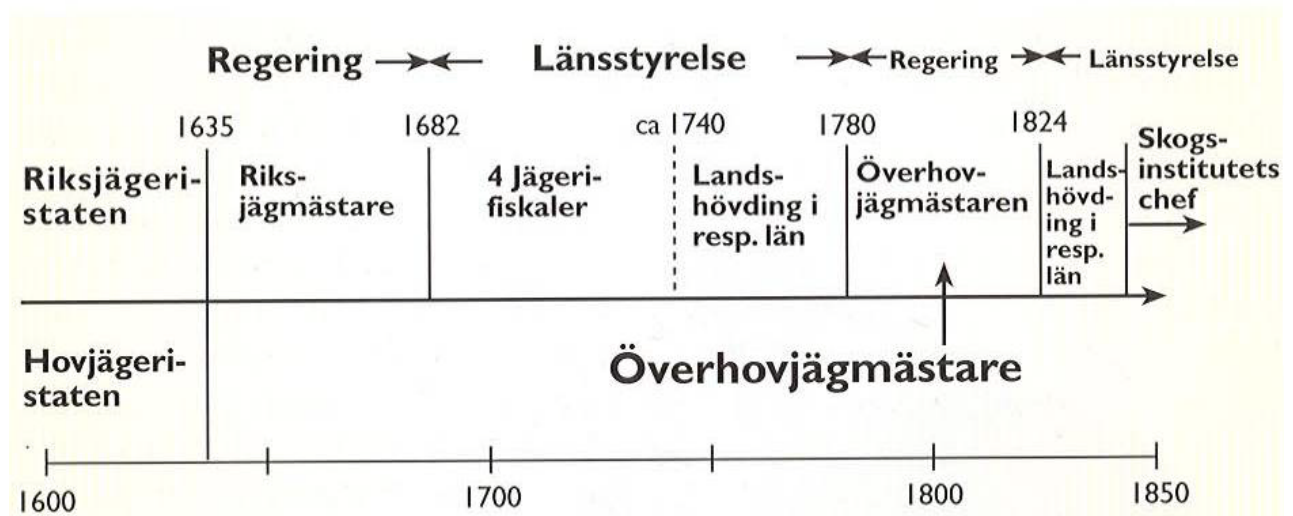 Regering Länsstyrelse Regering Länsstyrelse
1635 1682 ca 1740 1780 1824
Riksjägeri-
staten
Riks-
jägmästare
4 Jägeri-
fiskaler
Lands-
hövding i
resp. län
Överhov-
jägmästaren
Lands-
hövd-
ing i
resp.
län
Skogs-
institutets
chef
Hovjägeri-
staten
Överhovjägmästare
1600 1700 1800 1850